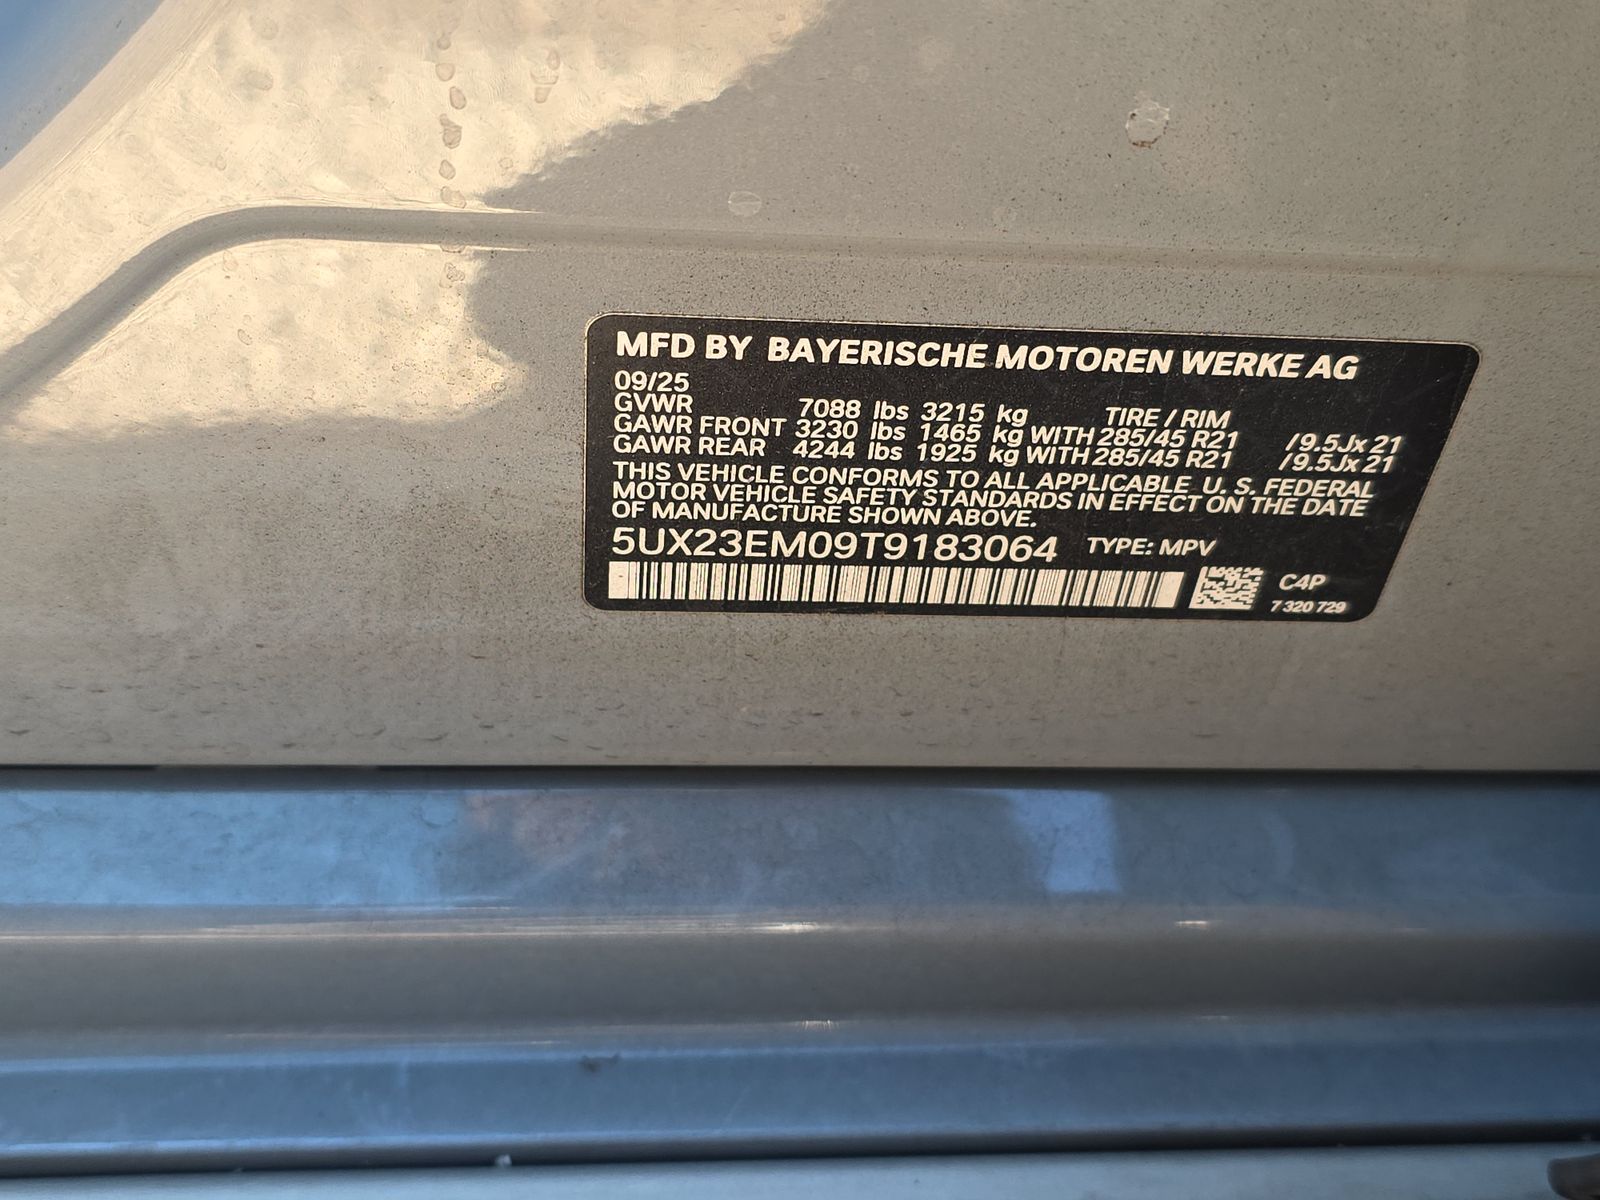 MFD BY BAYERISCHE MOTOREN WERKE AG
09/25
GVWR 7088 lbs 3215 kg TIRE / RIM
GAWR FRONT 3230 lbs 1465 kg WITH 285/45 R21 / 9.5Jx 21
GAWR REAR 4244 lbs 1925 kg WITH 285/45 R21 / 9.5Jx 21
THIS VEHICLE CONFORMS TO ALL APPLICABLE U. S. FEDERAL
MOTOR VEHICLE SAFETY STANDARDS IN EFFECT ON THE DATE
OF MANUFACTURE SHOWN ABOVE.
5UX23EM09T9183064 TYPE: MPV
C4P
7 320 729